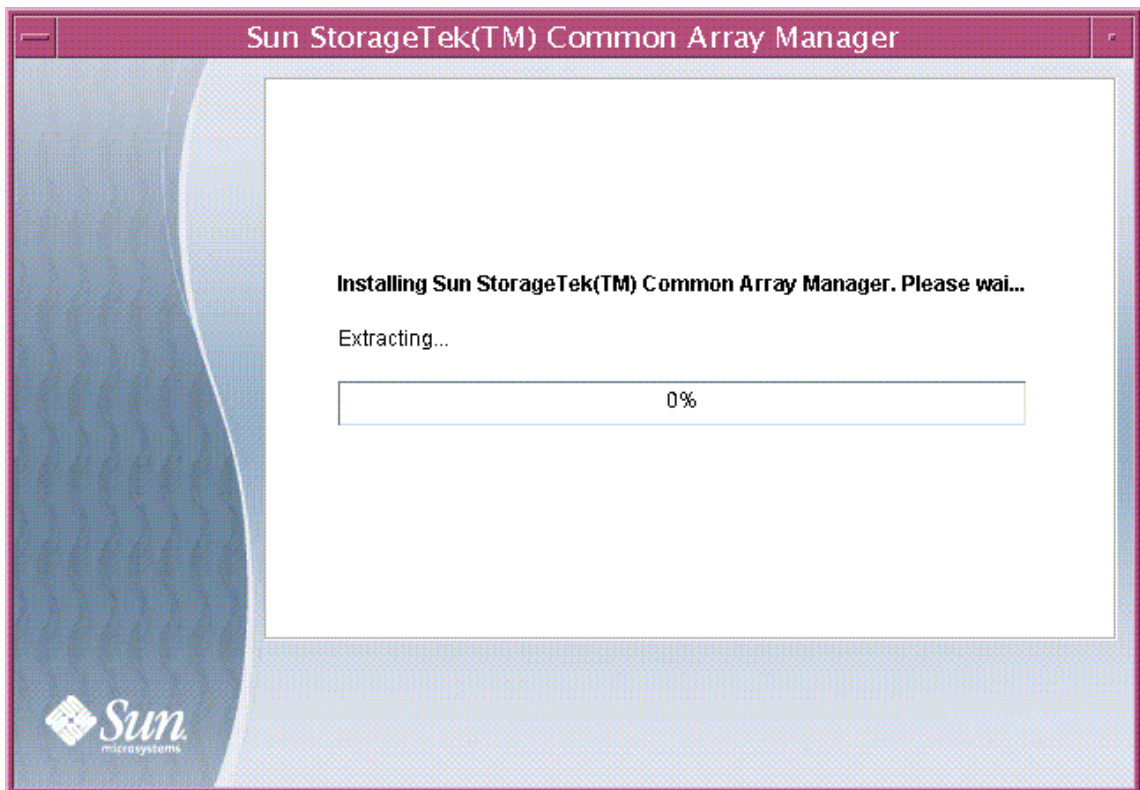 Sun StorageTek(TM) Common Array Manager
Installing Sun StorageTek(TM) Common Array Manager. Please wai...
Extracting...
0%
Sun
microsystems